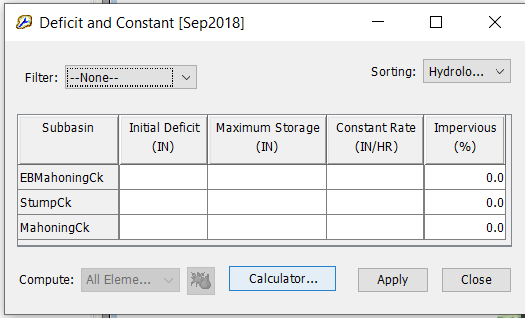 Deficit and Constant [Sep2018]
Filter: --None-- Sorting: Hydrolo...
Subbasin Initial Deficit Maximum Storage Constant Rate Impervious
(IN) (IN) (IN/HR) (%)
EBMahoningCk 0.0
StumpCk 0.0
MahoningCk 0.0
Compute: All Eleme... Calculator... Apply Close